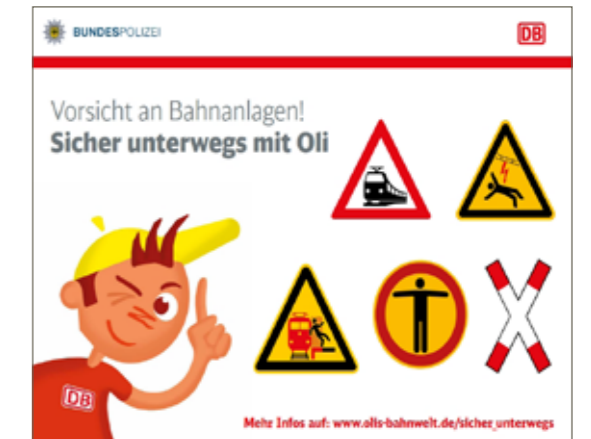 BUNDESPOLIZEI
DB
Vorsicht an Bahnanlagen!
Sicher unterwegs mit Oli
DB
Mehr Infos auf: www.olis-bahnwelt.de/sicher_unterwegs